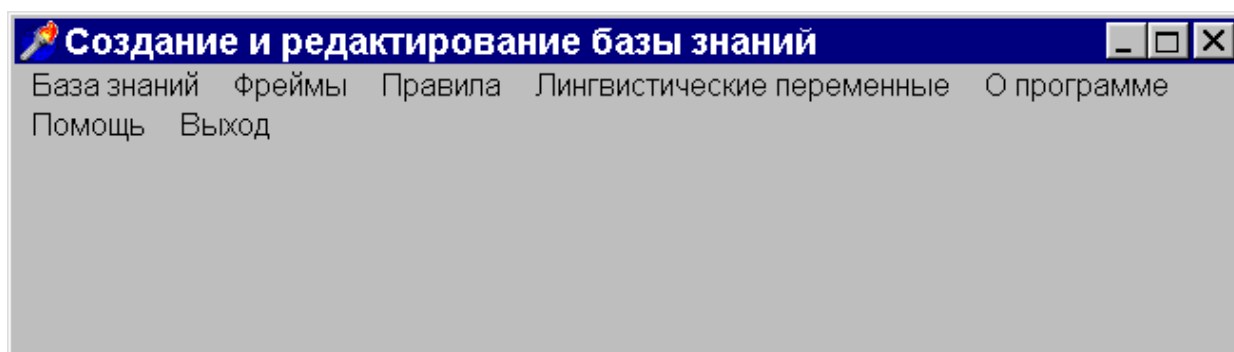 Создание и редактирование базы знаний
База знаний Фреймы Правила Лингвистические переменные О программе
Помощь Выход